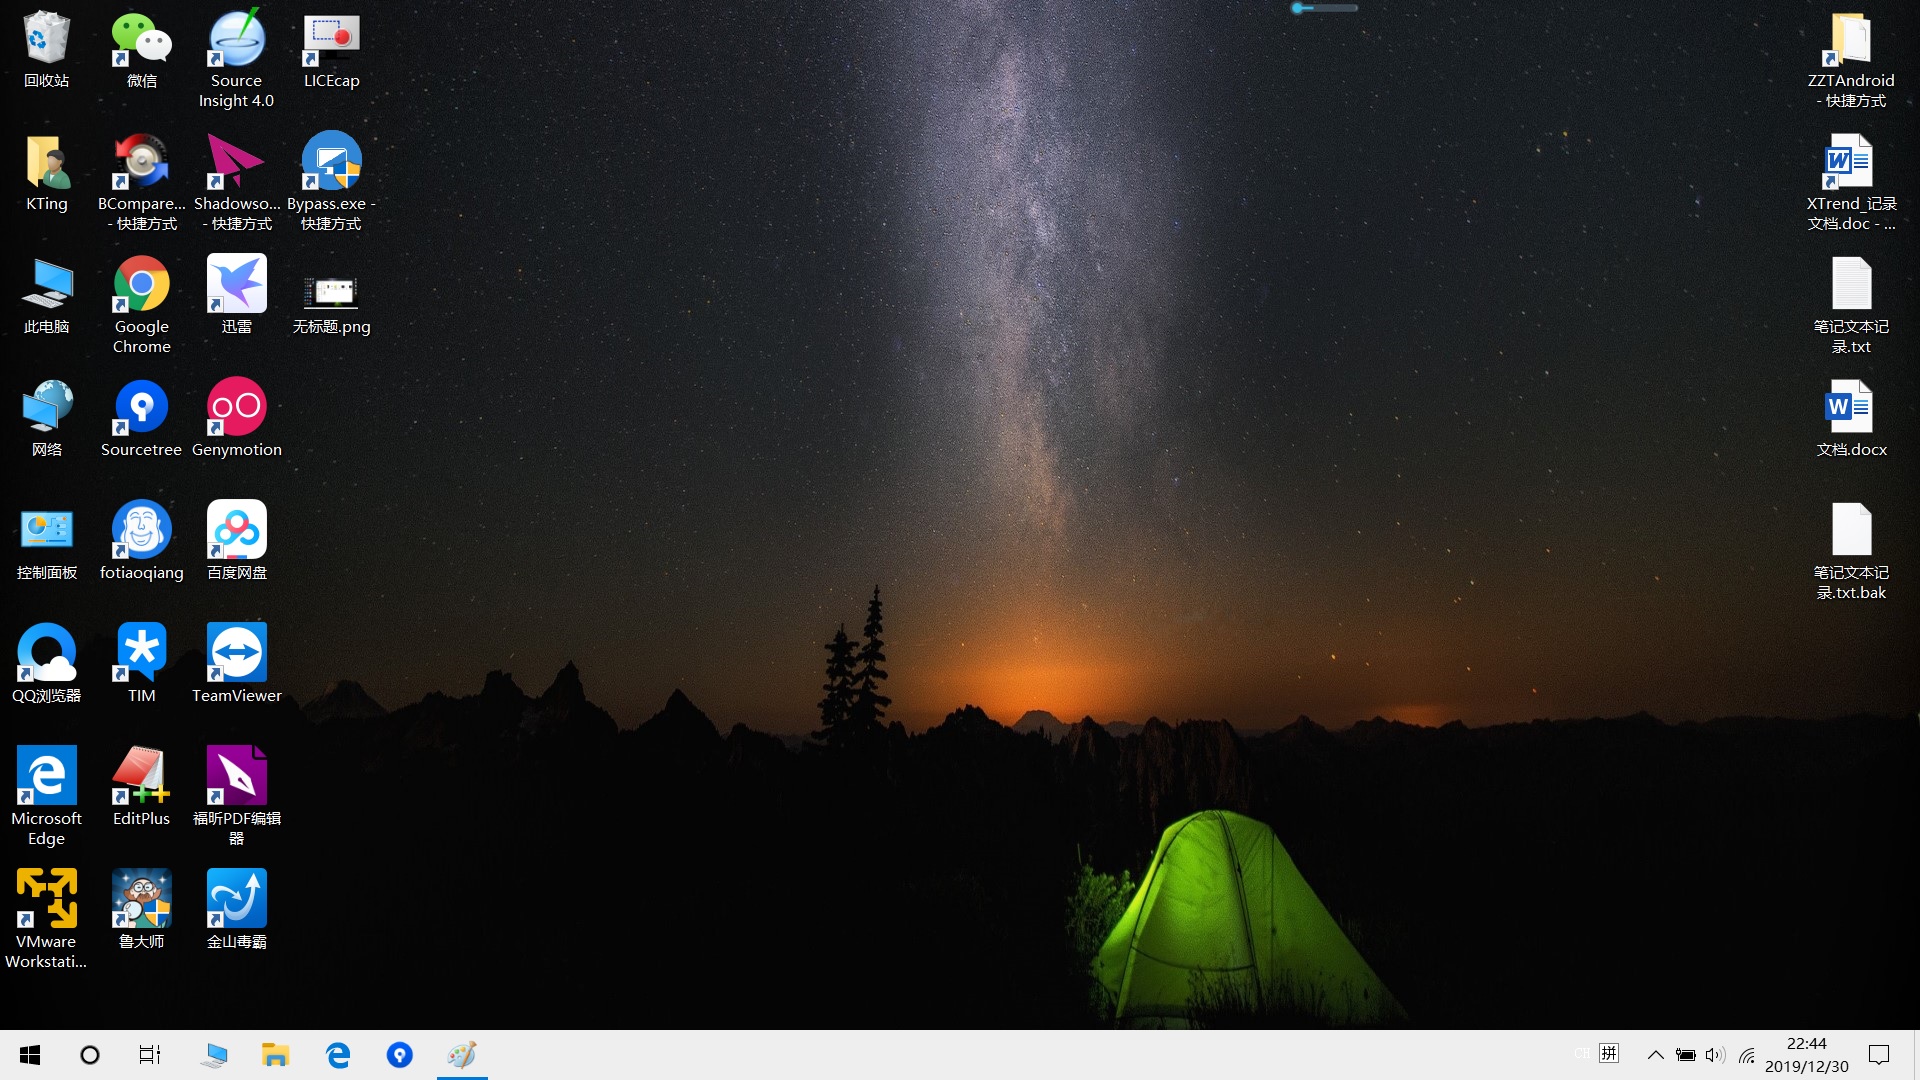 回收站
微信
Source
Insight 4.0
LICEcap
KTing
BCompare...
- 快捷方式
Shadowso...
- 快捷方式
Bypass.exe -
快捷方式
此电脑
Google
Chrome
迅雷
无标题.png
网络
Sourcetree
Genymotion
控制面板
fotiaoqiang
百度网盘
QQ浏览器
TIM
TeamViewer
Microsoft
Edge
EditPlus
福昕PDF编辑
器
VMware
Workstati...
鲁大师
金山毒霸
ZZTAndroid
- 快捷方式
XTrend_记录
文档.doc - ...
笔记文本记
录.txt
文档.docx
笔记文本记
录.txt.bak
CH
拼
22:44
2019/12/30